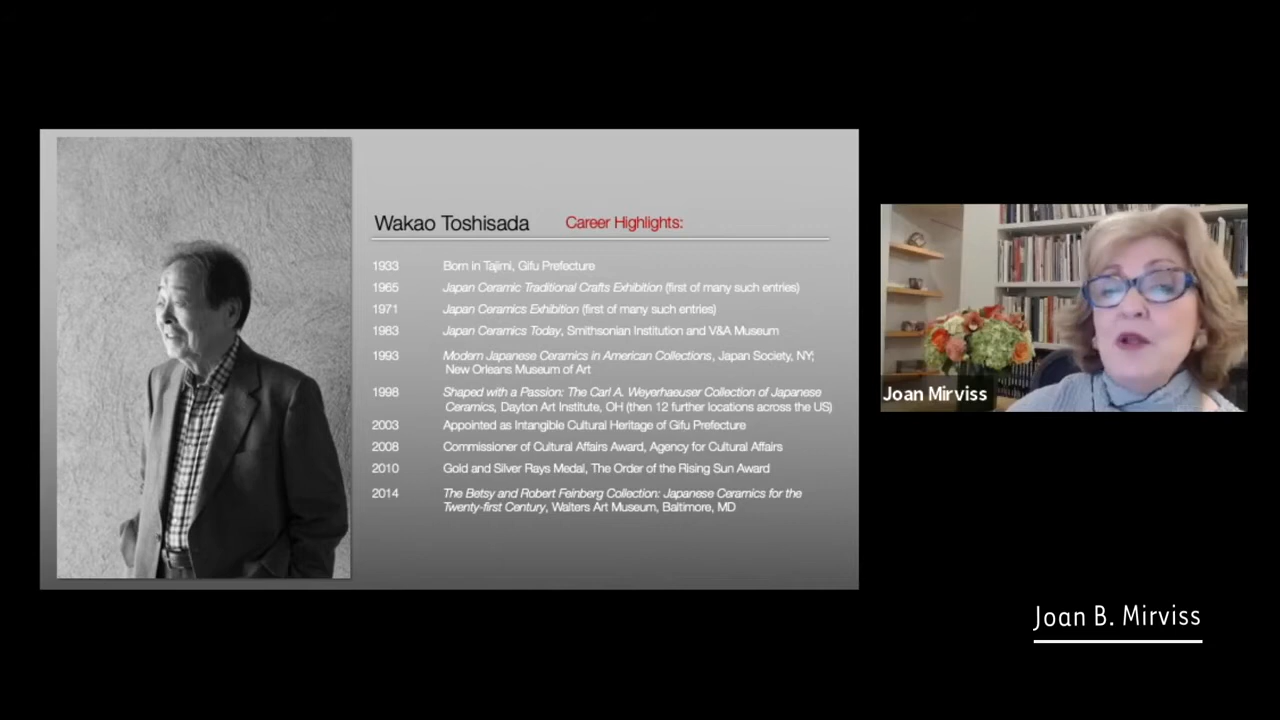 Wakao Toshisada Career Highlights:
1933 Born in Tajimi, Gifu Prefecture
1965 Japan Ceramic Traditional Crafts Exhibition (first of many such entries)
1971 Japan Ceramics Exhibition (first of many such entries)
1983 Japan Ceramics Today, Smithsonian Institution and V&A Museum
1993 Modern Japanese Ceramics in American Collections, Japan Society, NY;
New Orleans Museum of Art
1998 Shaped with a Passion: The Carl A. Weyerhaeuser Collection of Japanese
Ceramics, Dayton Art Institute, OH (then 12 further locations across the US)
2003 Appointed as Intangible Cultural Heritage of Gifu Prefecture
2008 Commissioner of Cultural Affairs Award, Agency for Cultural Affairs
2010 Gold and Silver Rays Medal, The Order of the Rising Sun Award
2014 The Betsy and Robert Feinberg Collection: Japanese Ceramics for the
Twenty-first Century, Walters Art Museum, Baltimore, MD
Joan Mirviss
Joan B. Mirviss